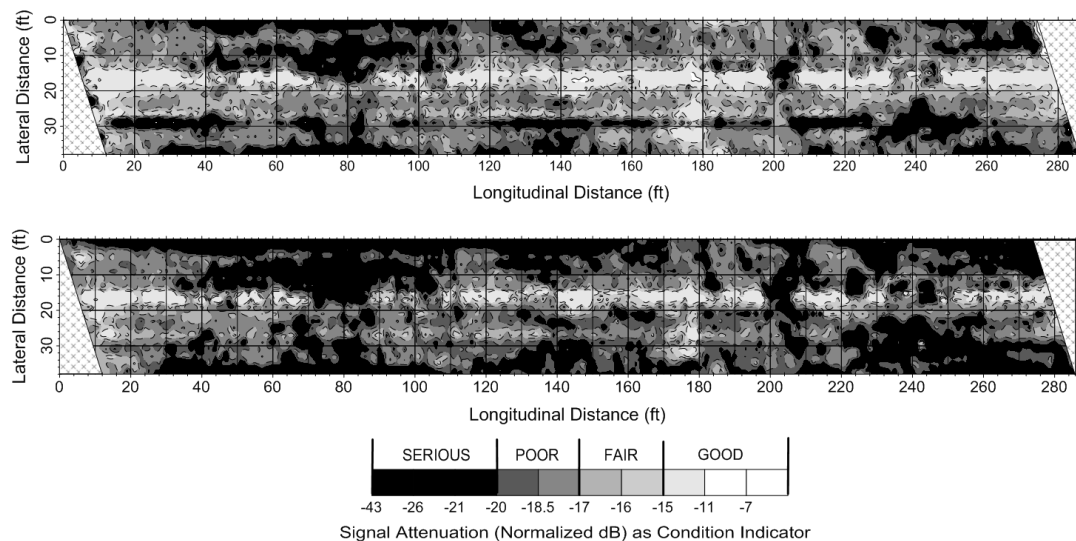 Lateral Distance (ft)
0
10
20
30
0 20 40 60 80 100 120 140 160 180 200 220 240 260 280
Longitudinal Distance (ft)
Lateral Distance (ft)
0
10
20
30
0 20 40 60 80 100 120 140 160 180 200 220 240 260 280
Longitudinal Distance (ft)
SERIOUS POOR FAIR GOOD
-43 -26 -21 -20 -18.5 -17 -16 -15 -11 -7
Signal Attenuation (Normalized dB) as Condition Indicator